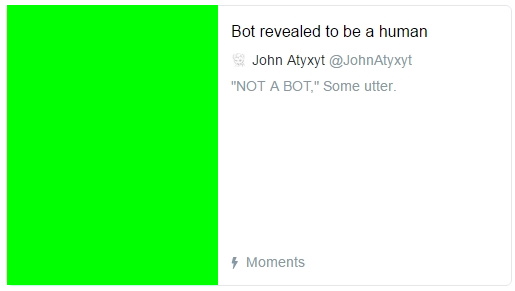 Bot revealed to be a human
John Atyxyt @JohnAtyxyt
"NOT A BOT," Some utter.
Moments